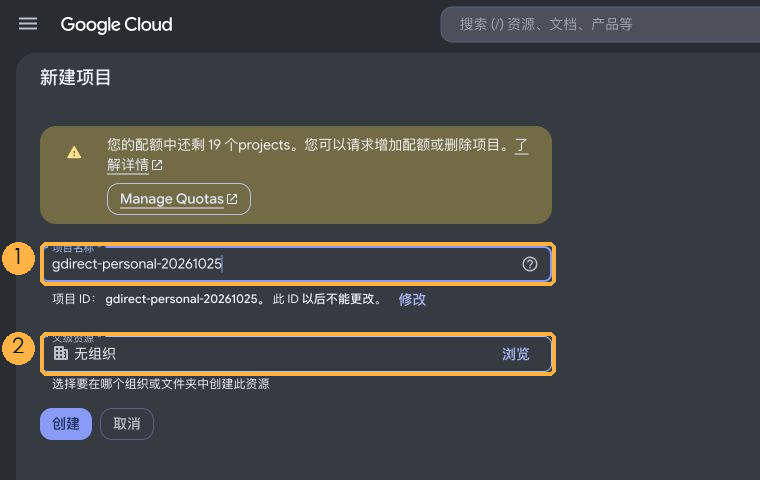 Google Cloud
搜索 (/) 资源、文档、产品等
新建项目
您的配额中还剩 19 个projects。您可以请求增加配额或删除项目。了
解详情
Manage Quotas
1
项目名称 *
gdirect-personal-20261025
项目 ID： gdirect-personal-20261025。 此 ID 以后不能更改。 修改
2
父级资源 *
无组织 浏览
选择要在哪个组织或文件夹中创建此资源
创建 取消